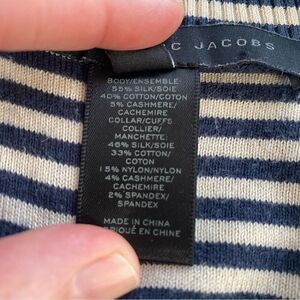 C JACOBS
BODY/ENSEMBLE:
55% SILK/SOIE
40% COTTON/COTON
5% CASHMERE/
CACHEMIRE
COLLAR/CUFFS
COLLIER/
MANCHETTE:
46% SILK/SOIE
33% COTTON/
COTON
15% NYLON/NYLON
4% CASHMERE/
CACHEMIRE
2% SPANDEX/
SPANDEX
MADE IN CHINA
BRIQUÉ EN CHINE